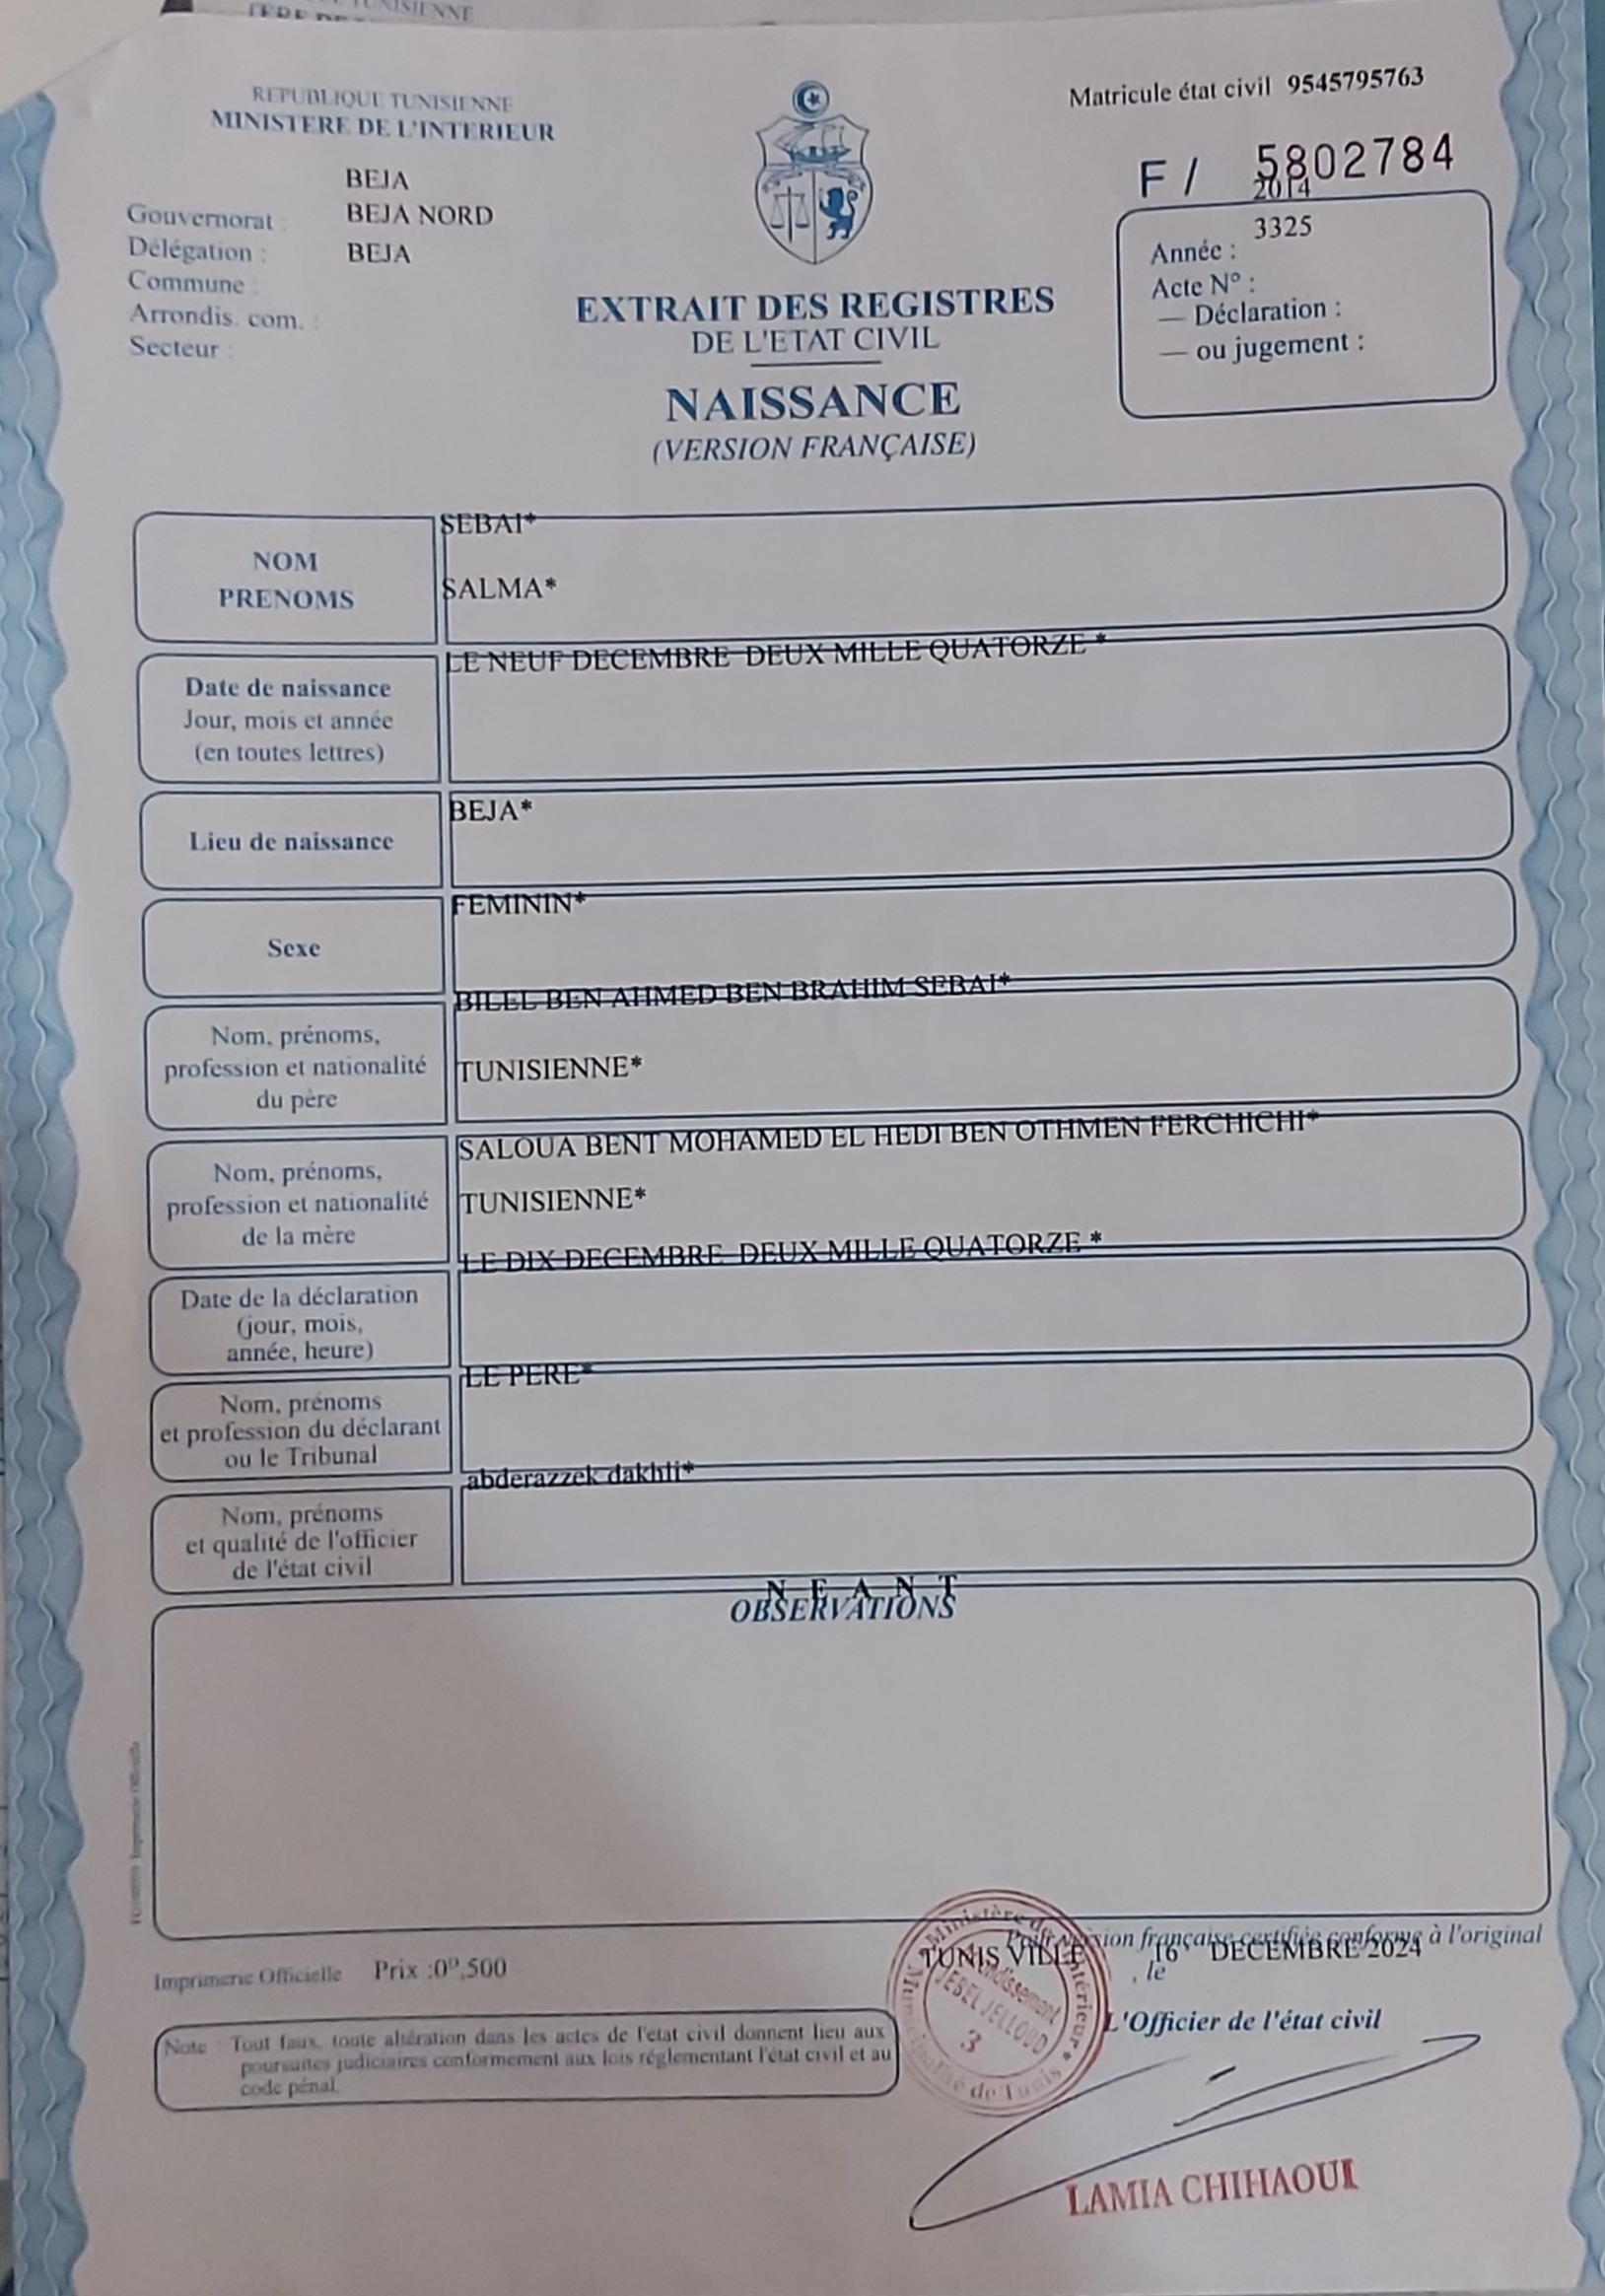 TUNISIENNE
REPUBLIQUE TUNISIENNE
MINISTERE DE L'INTERIEUR
BEJA
Gouvernorat : BEJA NORD
Délégation : BEJA
Commune :
Arrondis. com. :
Secteur :
Matricule état civil 9545795763
F / 5802784
2014
3325
Année :
Acte N° :
— Déclaration :
— ou jugement :
EXTRAIT DES REGISTRES
DE L'ETAT CIVIL
NAISSANCE
(VERSION FRANÇAISE)
SEBAI*
NOM
PRENOMS
SALMA*
LE NEUF DECEMBRE DEUX MILLE QUATORZE *
Date de naissance
Jour, mois et année
(en toutes lettres)
BEJA*
Lieu de naissance
FEMININ*
Sexe
BILEL BEN AHMED BEN BRAHIM SEBAI*
Nom, prénoms,
profession et nationalité
du père
TUNISIENNE*
SALOUA BENT MOHAMED EL HEDI BEN OTHMEN FERCHICHI*
Nom, prénoms,
profession et nationalité
de la mère
TUNISIENNE*
LE DIX DECEMBRE DEUX MILLE QUATORZE *
Date de la déclaration
(jour, mois,
année, heure)
LE PERE*
Nom, prénoms
et profession du déclarant
ou le Tribunal
abderazzek dakhli*
Nom, prénoms
et qualité de l'officier
de l'état civil
N E A N T
OBSERVATIONS
Imprimerie Officielle
Imprimerie Officielle Prix :0ᴰ,500
Pour version française certifiée conforme à l'original
TUNIS VILLE , le 16 DECEMBRE 2024
L'Officier de l'état civil
Ministère de l'Intérieur *
Municipalité de Tunis
JEBEL JELLOUD
3
Note : Tout faux, toute altération dans les actes de l'état civil donnent lieu aux
poursuites judiciaires conformement aux lois réglementant l'état civil et au
code pénal.
LAMIA CHIHAOUI